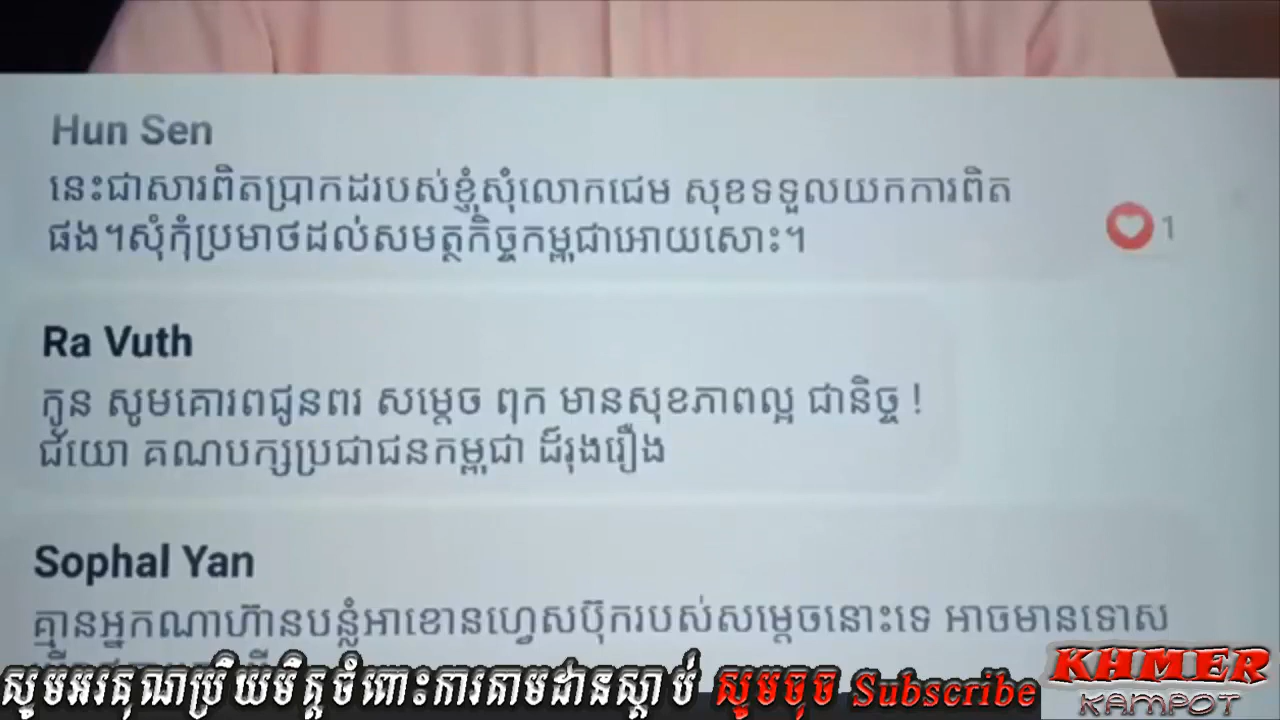 Hun Sen
នេះជាសារពិតប្រាកដរបស់ខ្ញុំសុំលោកជេម សុខទទួលយកការពិត
ផង។សុំកុំប្រមាថដល់សមត្ថកិច្ចកម្ពុជាអោយសោះ។
1
Ra Vuth
កូន សូមគោរពជូនពរ សម្តេច ពុក មានសុខភាពល្អ ជានិច្ច !
ជ័យោ គណបក្សប្រជាជនកម្ពុជា ដ៏រុងរឿង
Sophal Yan
គ្មានអ្នកណាហ៊ានបន្លំអាខោនហ្វេសប៊ុករបស់សម្តេចនោះទេ អាចមានទោស
សូមអរគុណប្រិយមិត្តចំពោះការតាមដានស្តាប់ សូមចុច Subscribe
KHMER
KAMPOT